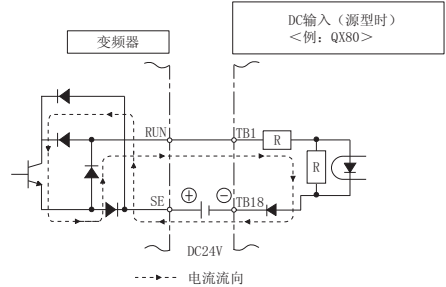 变频器
DC输入（源型时）
＜例：QX80＞
RUN
TB1
R
R
SE
TB18
DC24V
电流流向